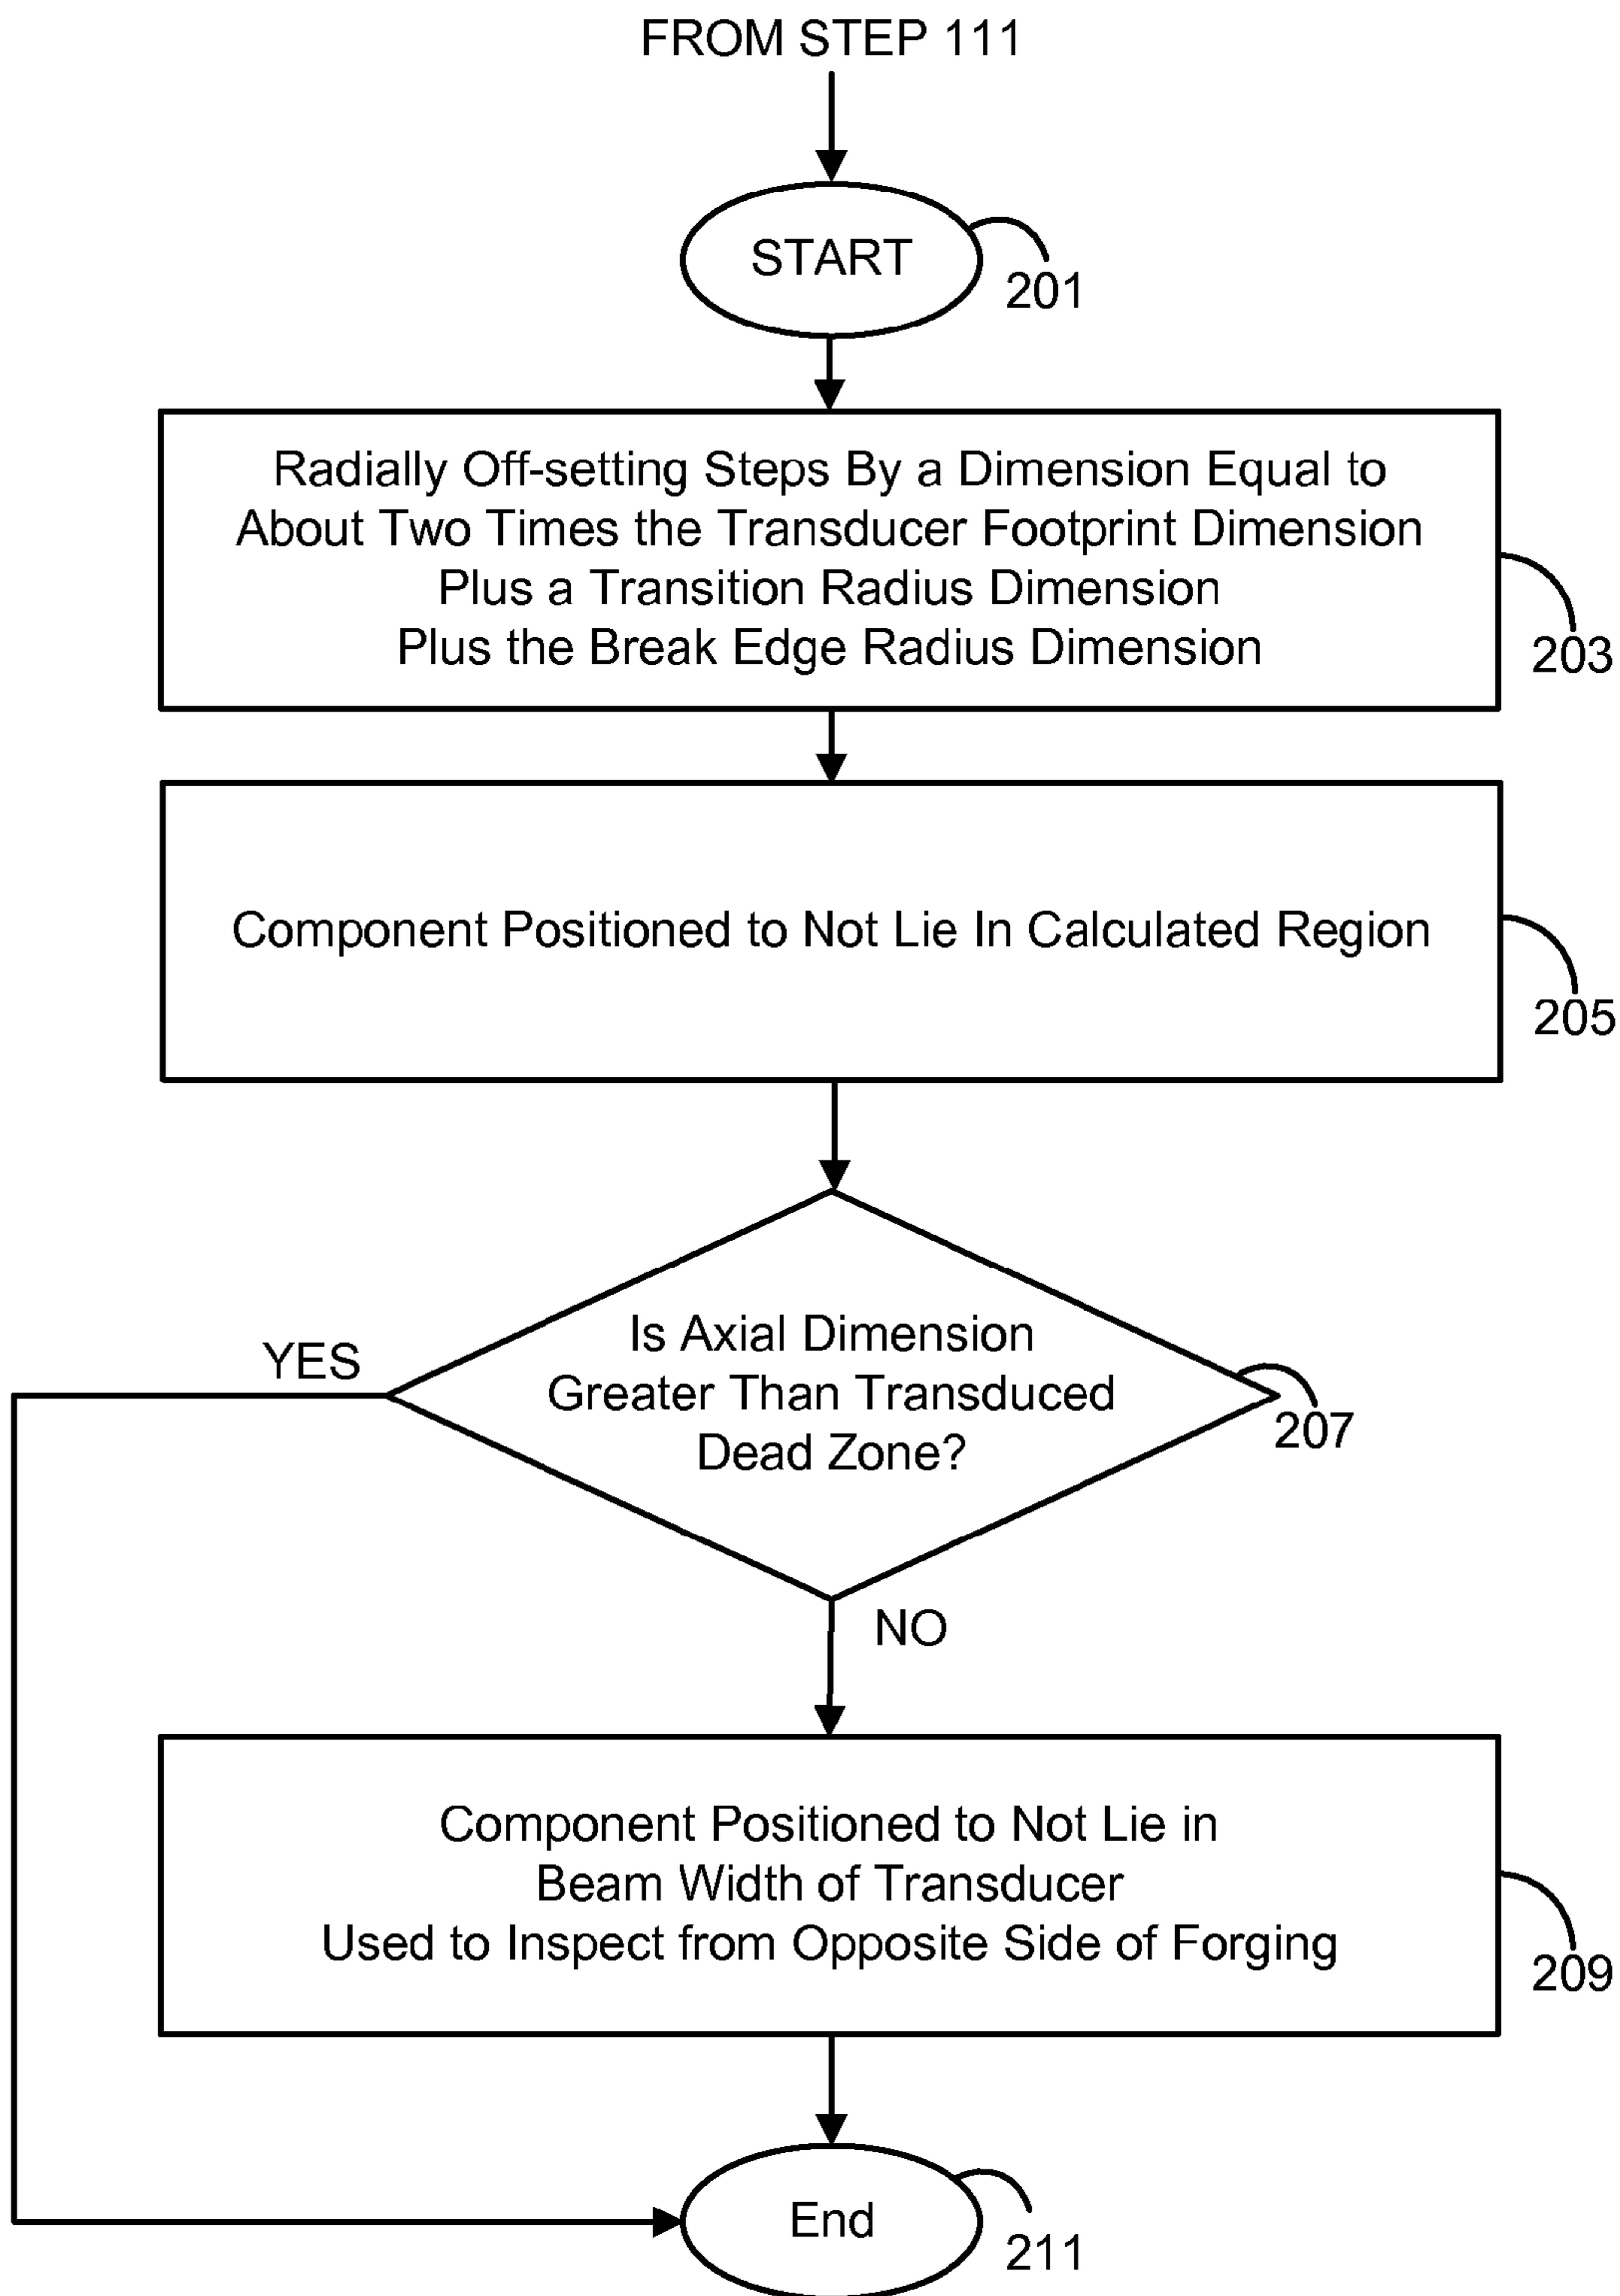 FROM STEP 111
START
201
Radially Off-setting Steps By a Dimension Equal to
About Two Times the Transducer Footprint Dimension
Plus a Transition Radius Dimension
Plus the Break Edge Radius Dimension
203
Component Positioned to Not Lie In Calculated Region
205
Is Axial Dimension
Greater Than Transduced
Dead Zone?
YES
207
NO
Component Positioned to Not Lie in
Beam Width of Transducer
Used to Inspect from Opposite Side of Forging
209
End
211